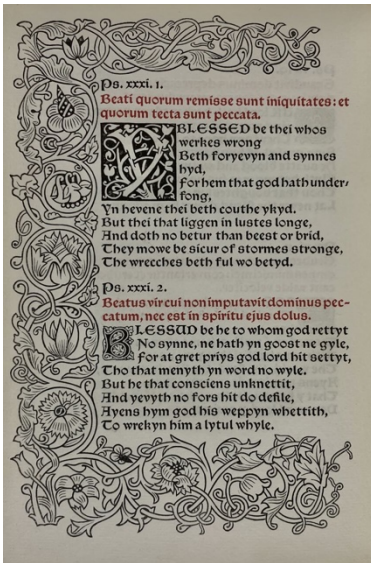 Ps. xxxi. 1.
Beati quorum remisse sunt iniquitates: et
quorum tecta sunt peccata.
YBLESSED be thei whos
werkes wrong
Beth foryevyn and synnes
hyd,
For hem that god hath under-
fong,
Yn hevene thei beth couthe ykyd.
But thei that liggen in lustes longe,
And doth no betur than beest or brid,
They mowe be sicur of stormes stronge,
The wrecches beth ful wo betyd.
Ps. xxxi. 2.
Beatus vir cui non imputavit dominus pec-
catum, nec est in spiritu ejus dolus.
BLESSUD be he to whom god rettyt
No synne, ne hath yn goost ne gyle,
For at gret priys god lord hit settyt,
Tho that menyth yn word no wyle.
But he that consciens unknettit,
And yevyth no fors hit do defile,
Ayens hym god his weppyn whettith,
To wrekyn him a lytul whyle.